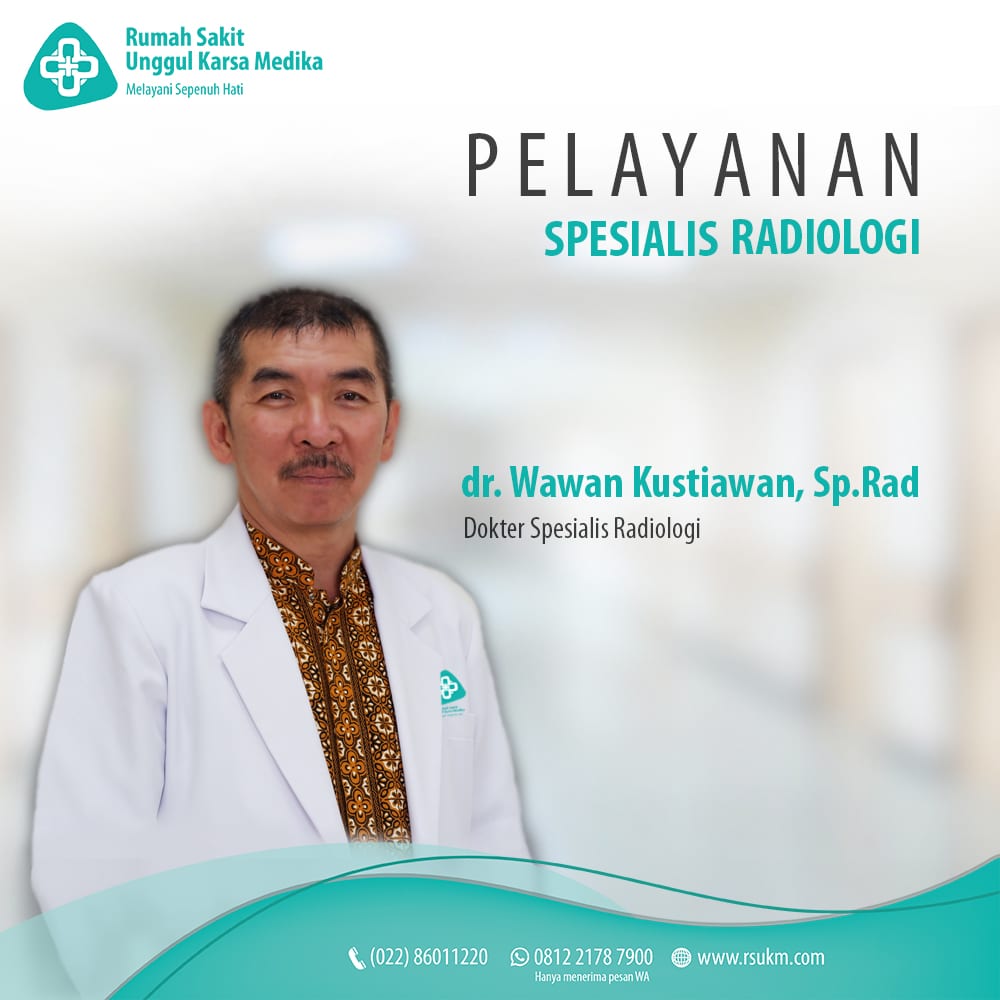 Rumah Sakit
Unggul Karsa Medika
Melayani Sepenuh Hati
PELAYANAN
SPESIALIS RADIOLOGI
dr. Wawan Kustiawan, Sp.Rad
Dokter Spesialis Radiologi
(022) 86011220 0812 2178 7900 www.rsukm.com
Hanya menerima pesan WA